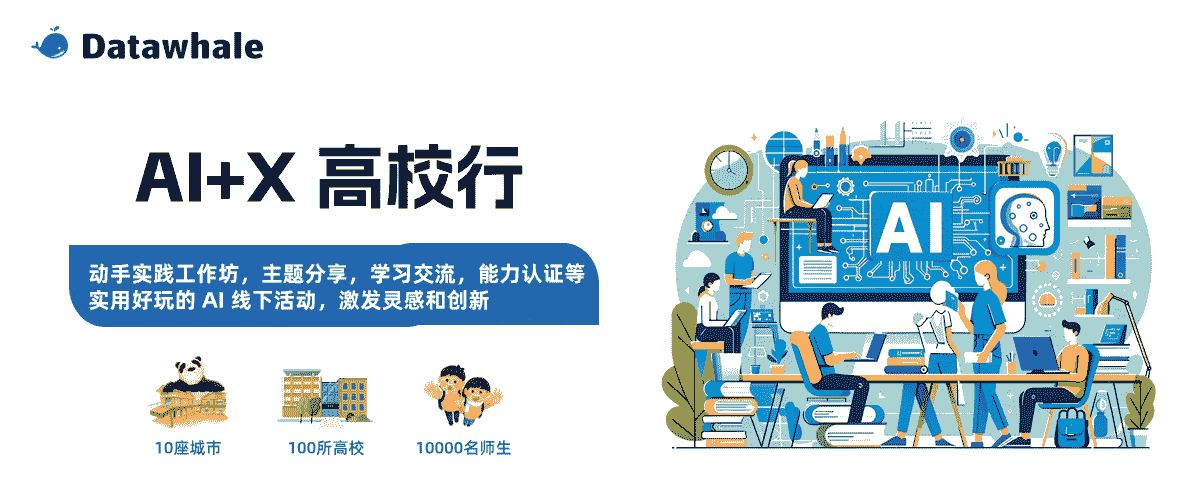 Datawhale
AI+X 高校行
动手实践工作坊，主题分享，学习交流，能力认证等
实用好玩的 AI 线下活动，激发灵感和创新
10座城市
100所高校
10000名师生
AI